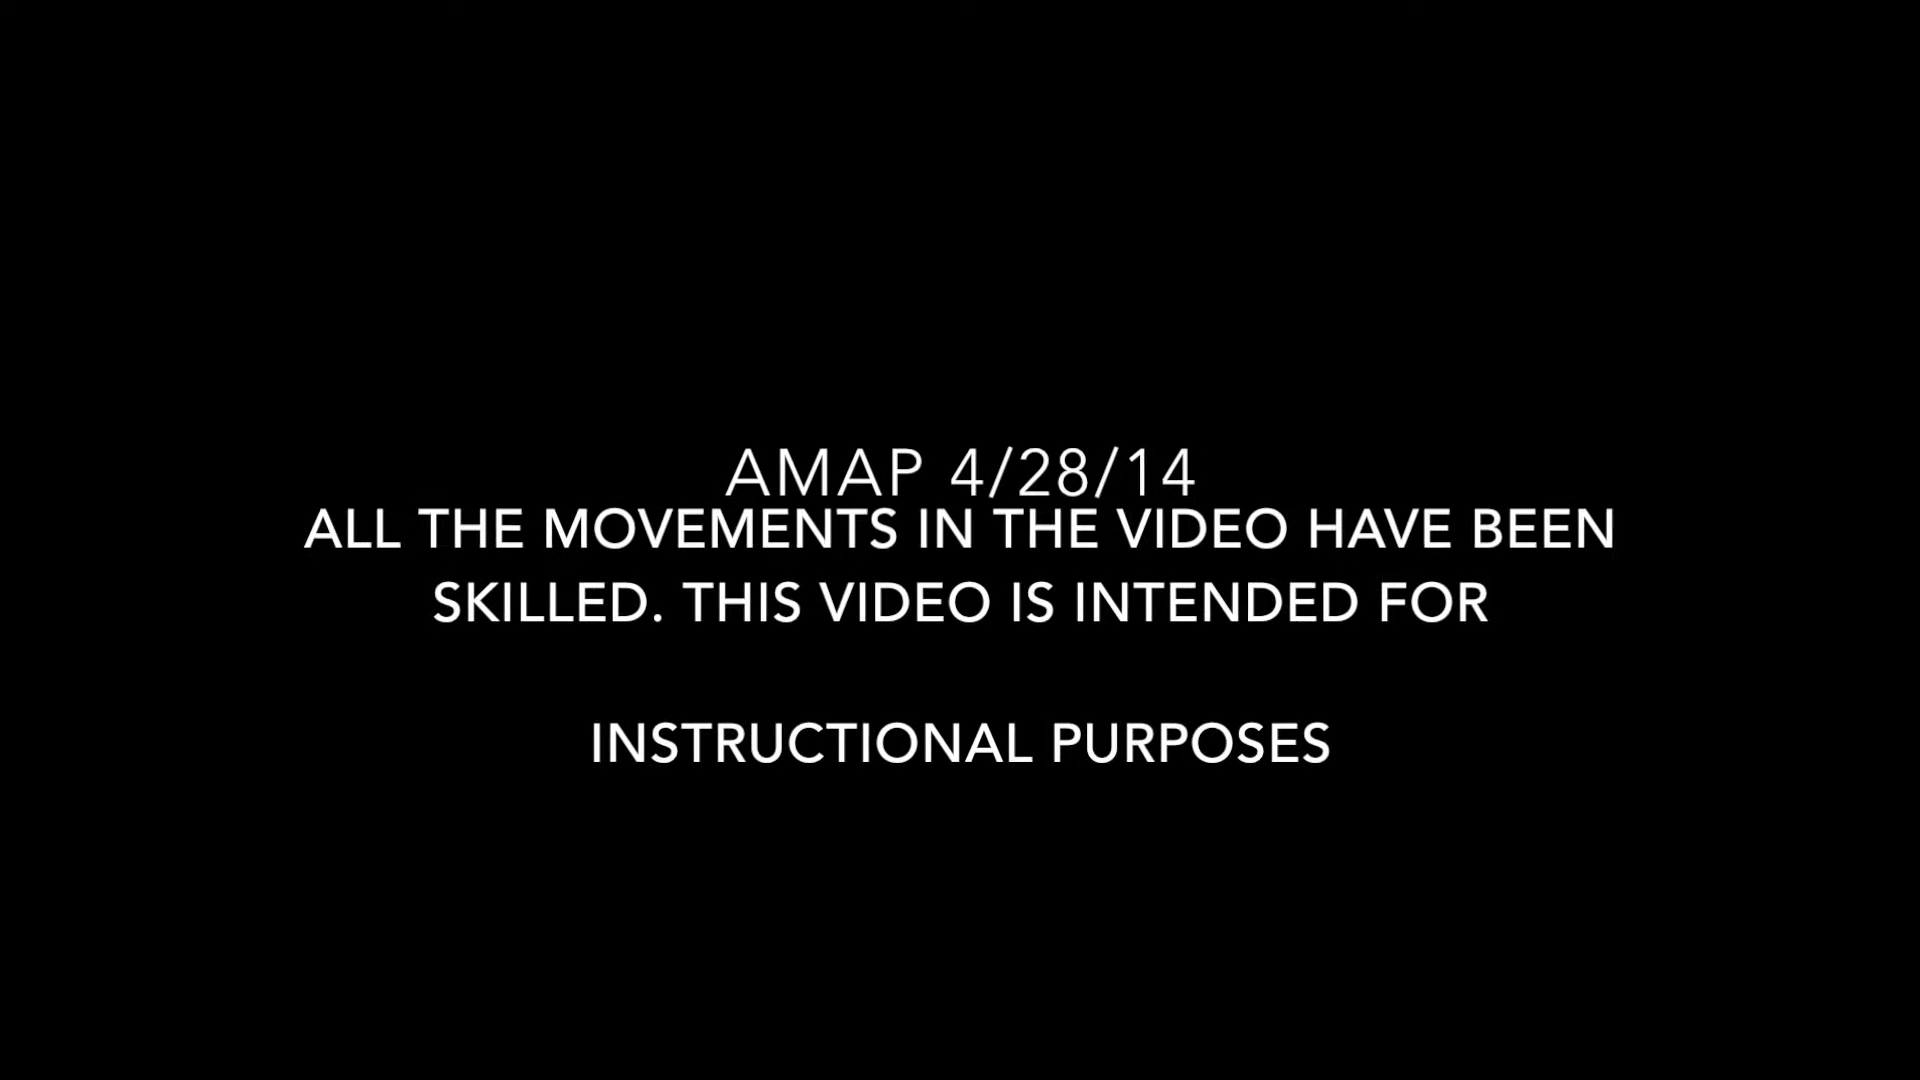 AMAP 4/28/14
ALL THE MOVEMENTS IN THE VIDEO HAVE BEEN
SKILLED. THIS VIDEO IS INTENDED FOR
INSTRUCTIONAL PURPOSES